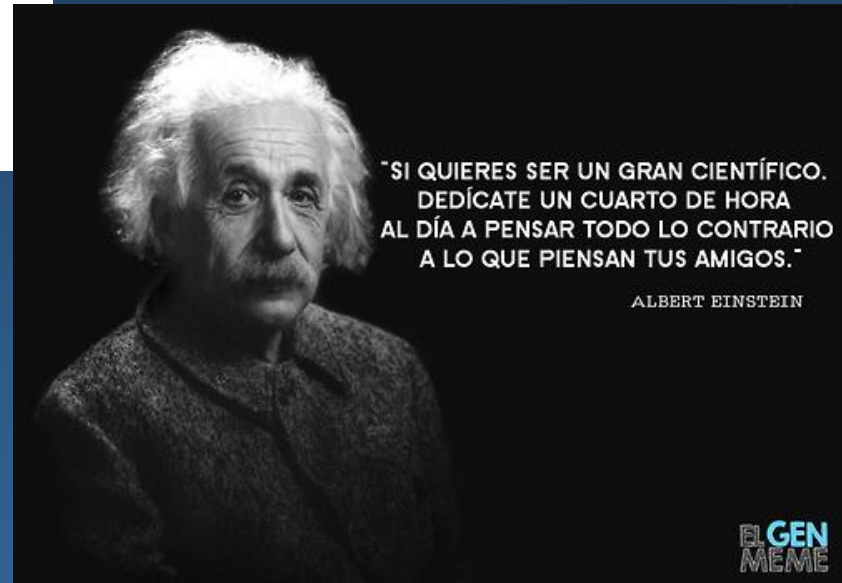 "SI QUIERES SER UN GRAN CIENTÍFICO.
DEDÍCATE UN CUARTO DE HORA
AL DÍA A PENSAR TODO LO CONTRARIO
A LO QUE PIENSAN TUS AMIGOS."
ALBERT EINSTEIN
EL GEN
MEME